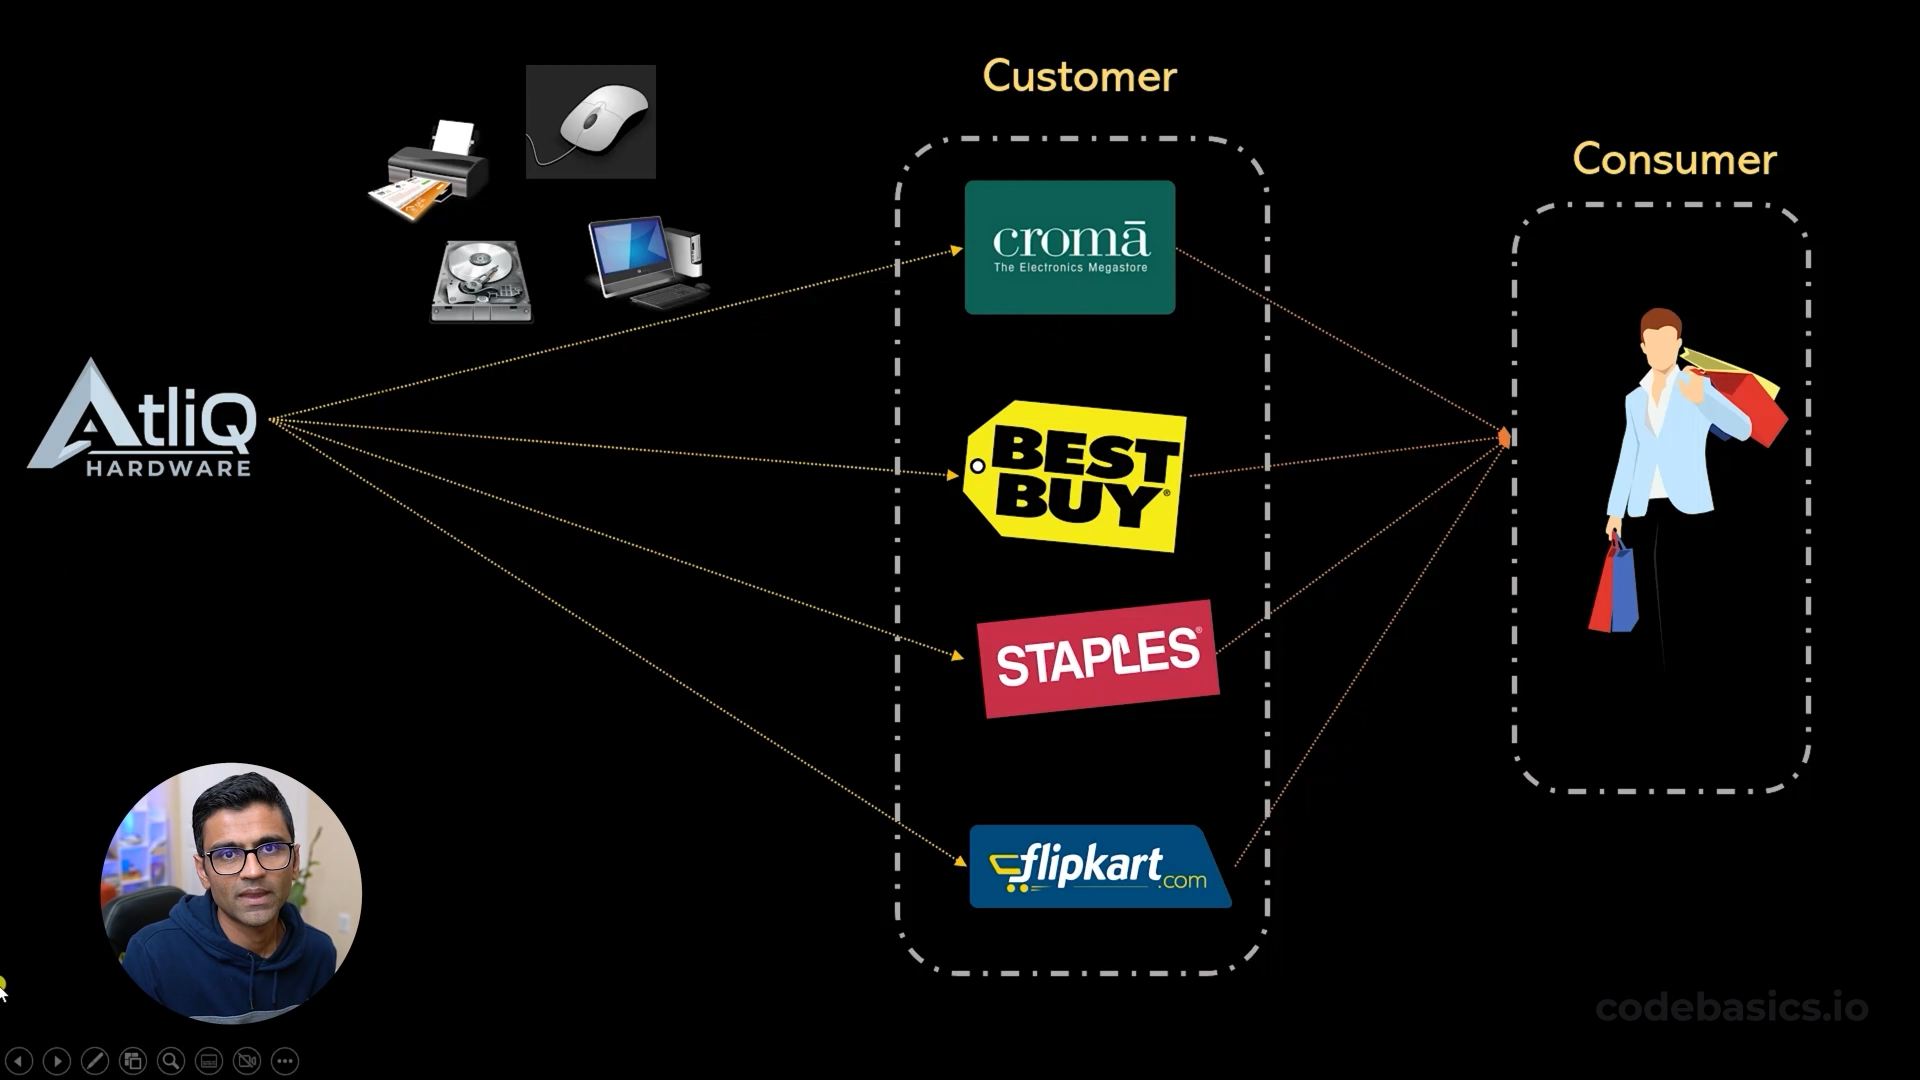 Customer
Consumer
cromā
The Electronics Megastore
AtliQ
HARDWARE
BEST
BUY®
STAPLES®
flipkart
.com
codebasics.io